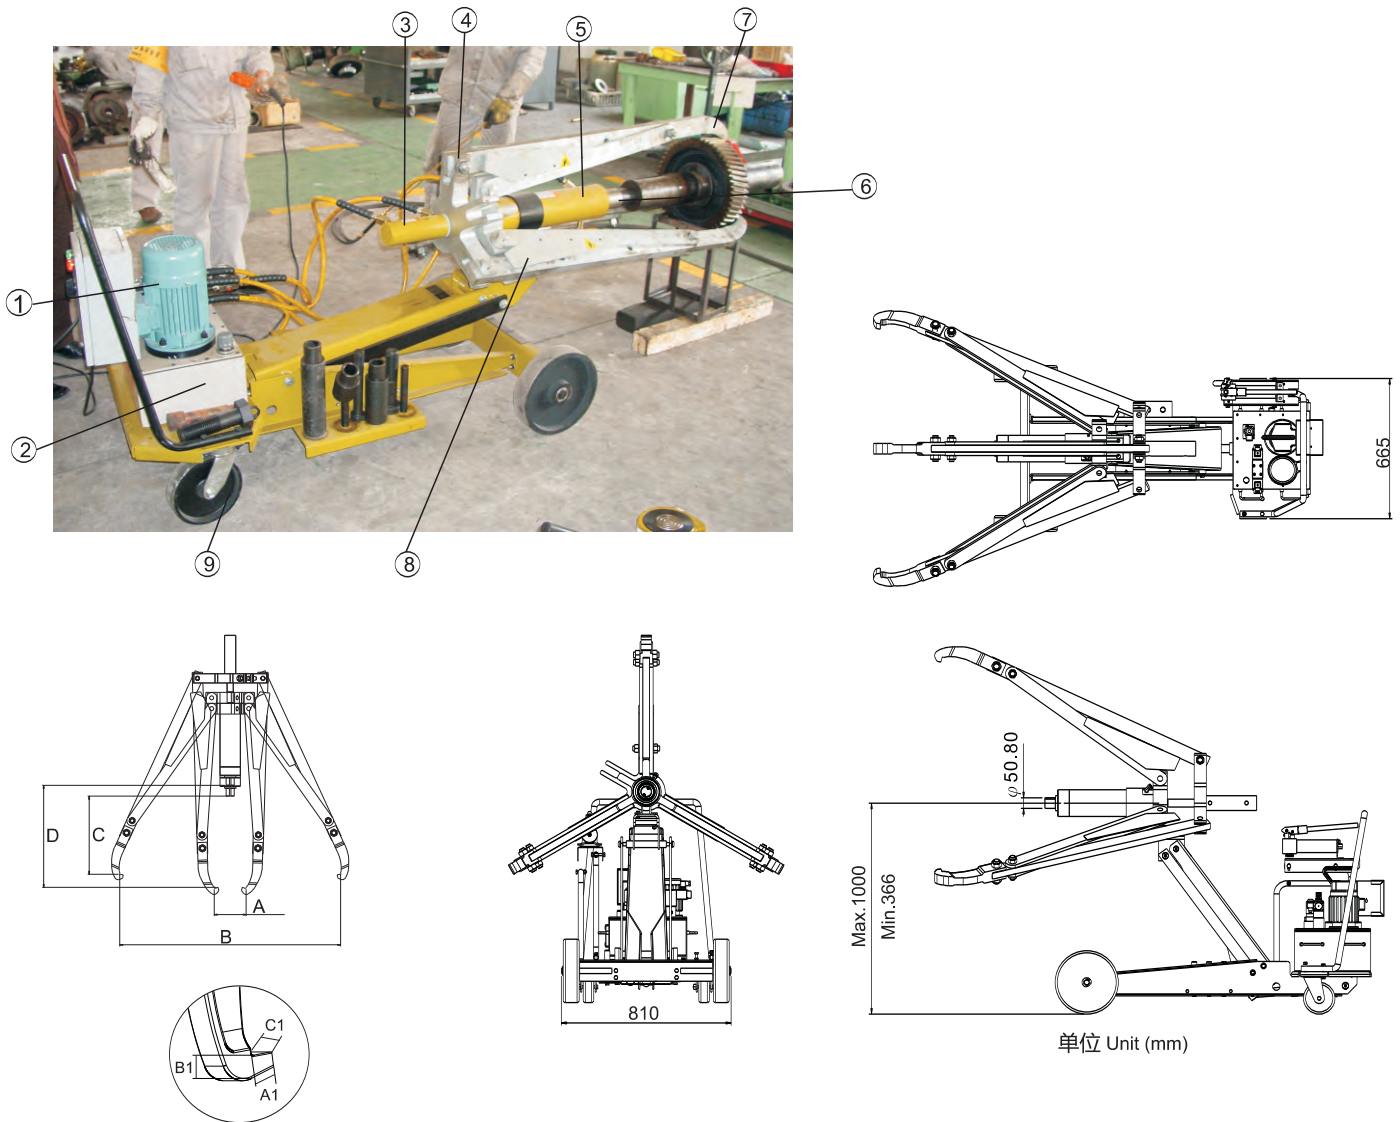 ③
④
⑤
⑦
⑥
①
②
⑨
⑧
665
D
C
A
B
C1
B1
A1
810
φ 50.80
Max.1000
Min.366
单位 Unit (mm)